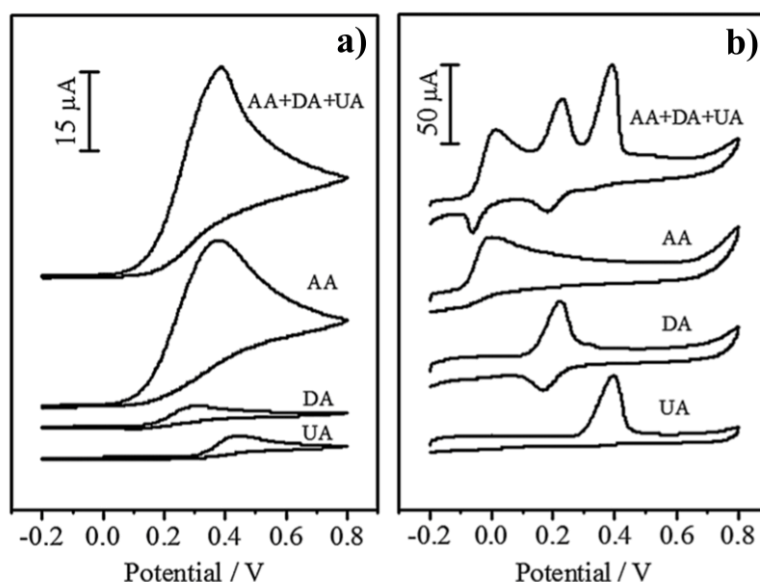 a)
15 μA
AA+DA+UA
AA
DA
UA
-0.2 0.0 0.2 0.4 0.6 0.8
Potential / V
b)
50 μA
AA+DA+UA
AA
DA
UA
-0.2 0.0 0.2 0.4 0.6 0.8
Potential / V